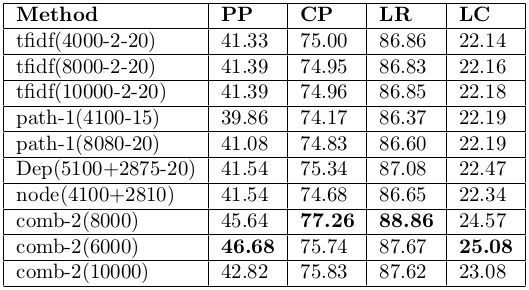 Method PP CP LR LC
tfidf(4000-2-20) 41.33 75.00 86.86 22.14
tfidf(8000-2-20) 41.39 74.95 86.83 22.16
tfidf(10000-2-20) 41.39 74.96 86.85 22.18
path-1(4100-15) 39.86 74.17 86.37 22.19
path-1(8080-20) 41.08 74.83 86.60 22.19
Dep(5100+2875-20) 41.54 75.34 87.08 22.47
node(4100+2810) 41.54 74.68 86.65 22.34
comb-2(8000) 45.64 77.26 88.86 24.57
comb-2(6000) 46.68 75.74 87.67 25.08
comb-2(10000) 42.82 75.83 87.62 23.08